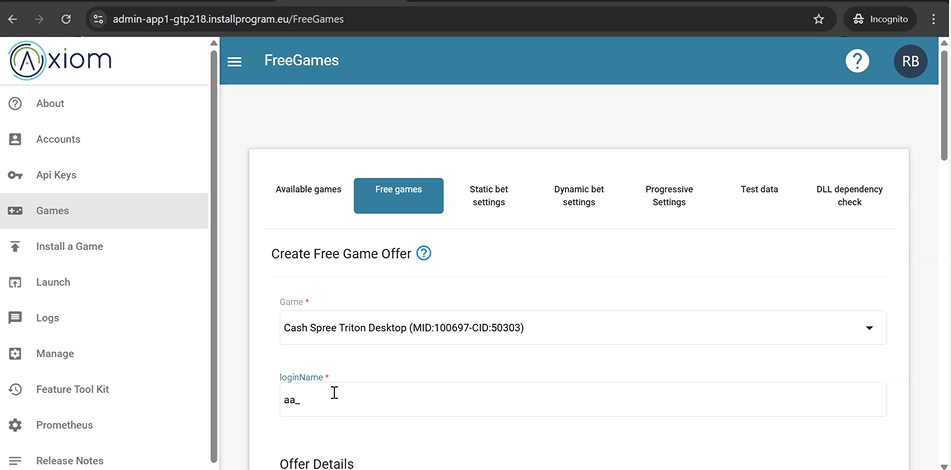 admin-app1-gtp218.installprogram.eu/FreeGames
Incognito
Axiom
FreeGames
?
RB
About
Accounts
Api Keys
Games
Install a Game
Launch
Logs
Manage
Feature Tool Kit
Prometheus
Release Notes
Available games
Free games
Static bet
settings
Dynamic bet
settings
Progressive
Settings
Test data
DLL dependency
check
Create Free Game Offer ?
Game *
Cash Spree Triton Desktop (MID:100697-CID:50303)
loginName *
aa_
Offer Details